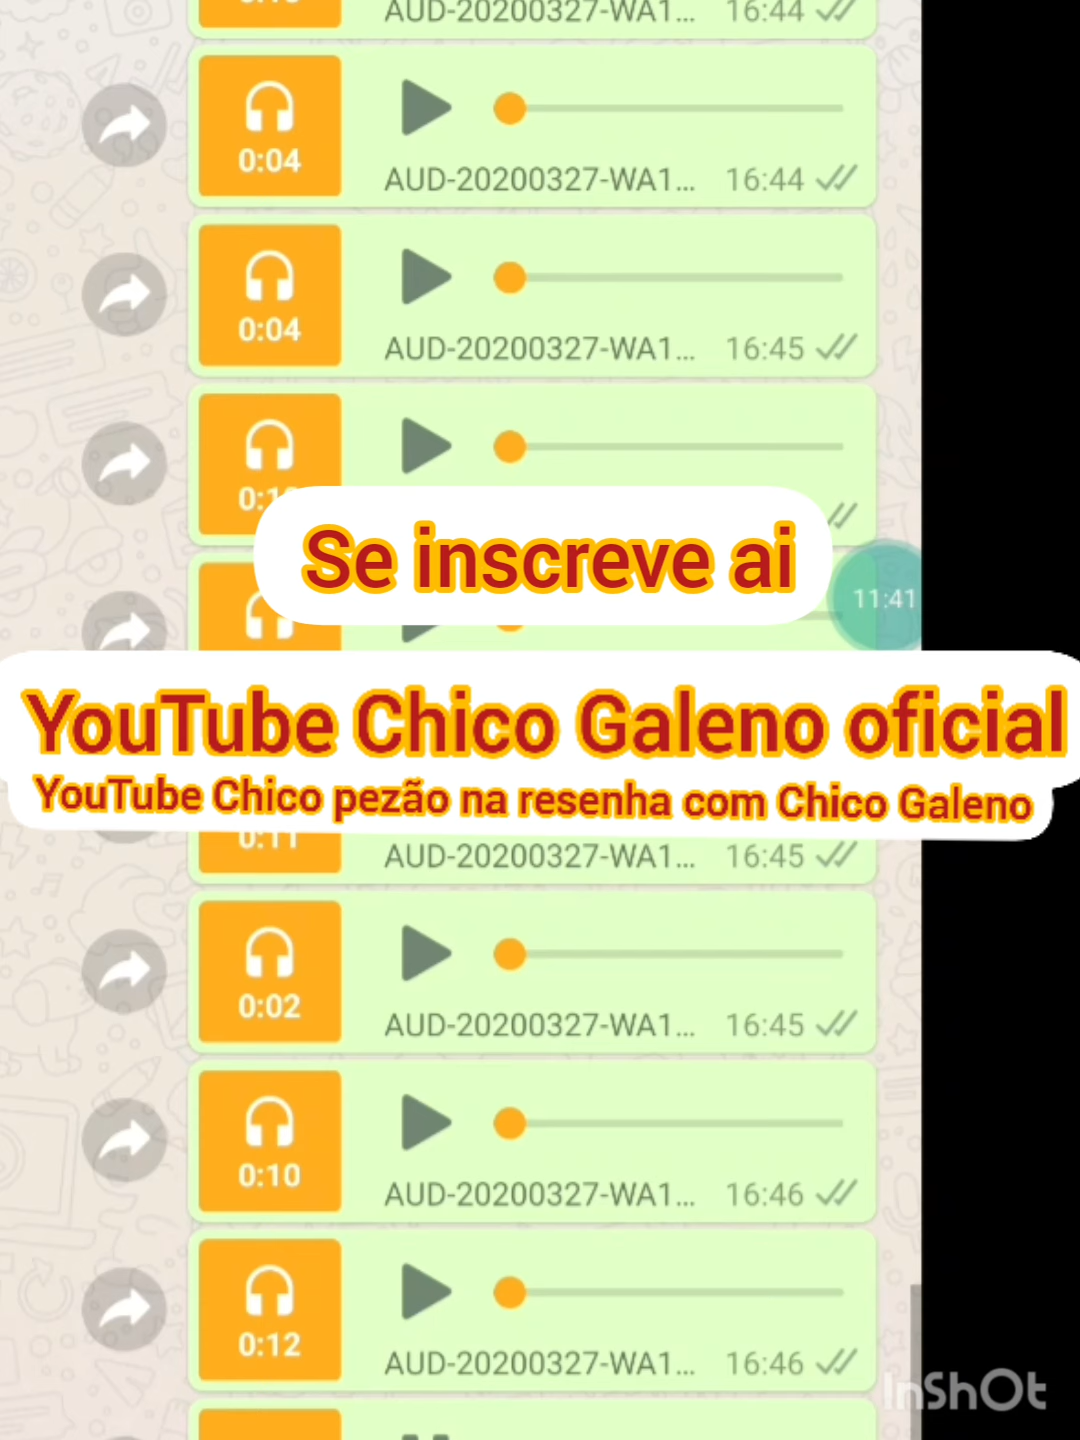 AUD-20200327-WA1... 16:44
0:04
AUD-20200327-WA1... 16:44
0:04
AUD-20200327-WA1... 16:45
Se inscreve ai
11:41
YouTube Chico Galeno oficial
YouTube Chico pezão na resenha com Chico Galeno
0:11
AUD-20200327-WA1... 16:45
0:02
AUD-20200327-WA1... 16:45
0:10
AUD-20200327-WA1... 16:46
0:12
AUD-20200327-WA1... 16:46
InShOt